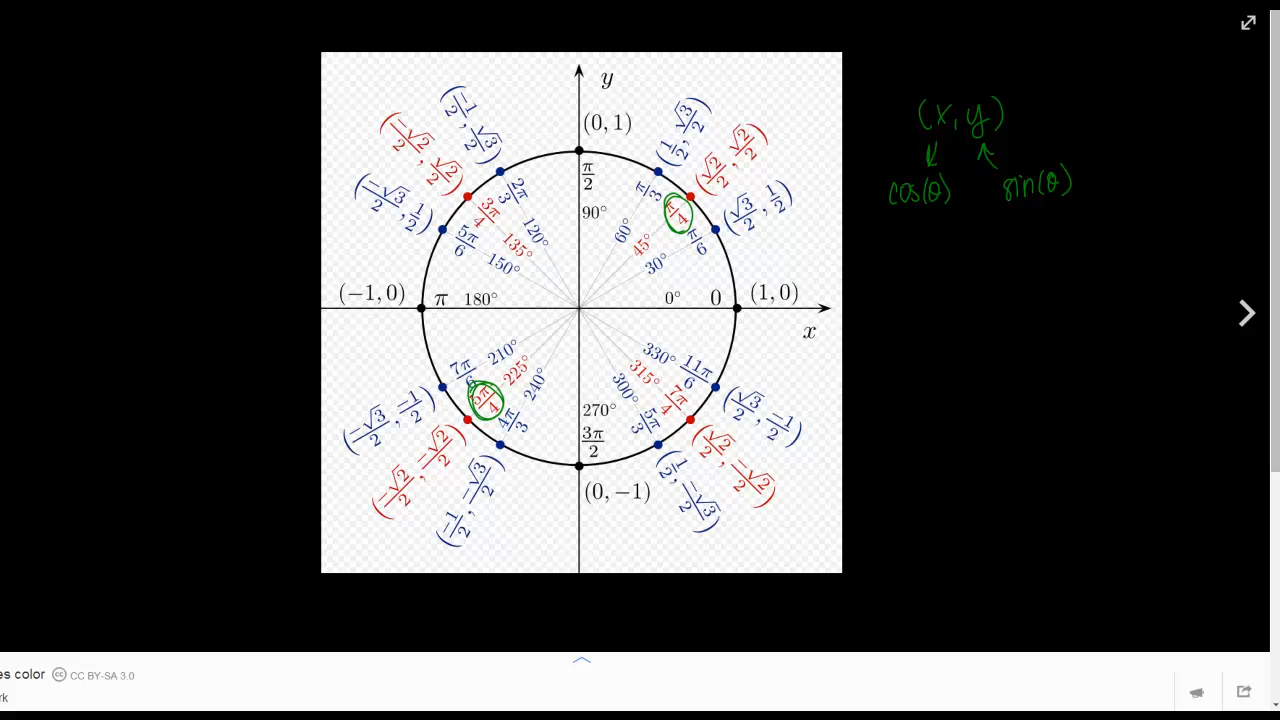 y
(0, 1)
π/2
90°
(1/2, √3/2)
π/3
60°
(√2/2, √2/2)
π/4
45°
(√3/2, 1/2)
π/6
30°
(−1/2, √3/2)
2π/3
120°
(−√2/2, √2/2)
3π/4
135°
(−√3/2, 1/2)
5π/6
150°
(−1, 0) π 180°
0° 0 (1, 0)
x
7π/6
210°
(−√3/2, −1/2)
5π/4
225°
(−√2/2, −√2/2)
4π/3
240°
(−1/2, −√3/2)
270°
3π/2
(0, −1)
300°
5π/3
(1/2, −√3/2)
315°
7π/4
(√2/2, −√2/2)
330°
11π/6
(√3/2, −1/2)
(x, y)
cos(θ) sin(θ)
es color cc CC BY-SA 3.0
rk